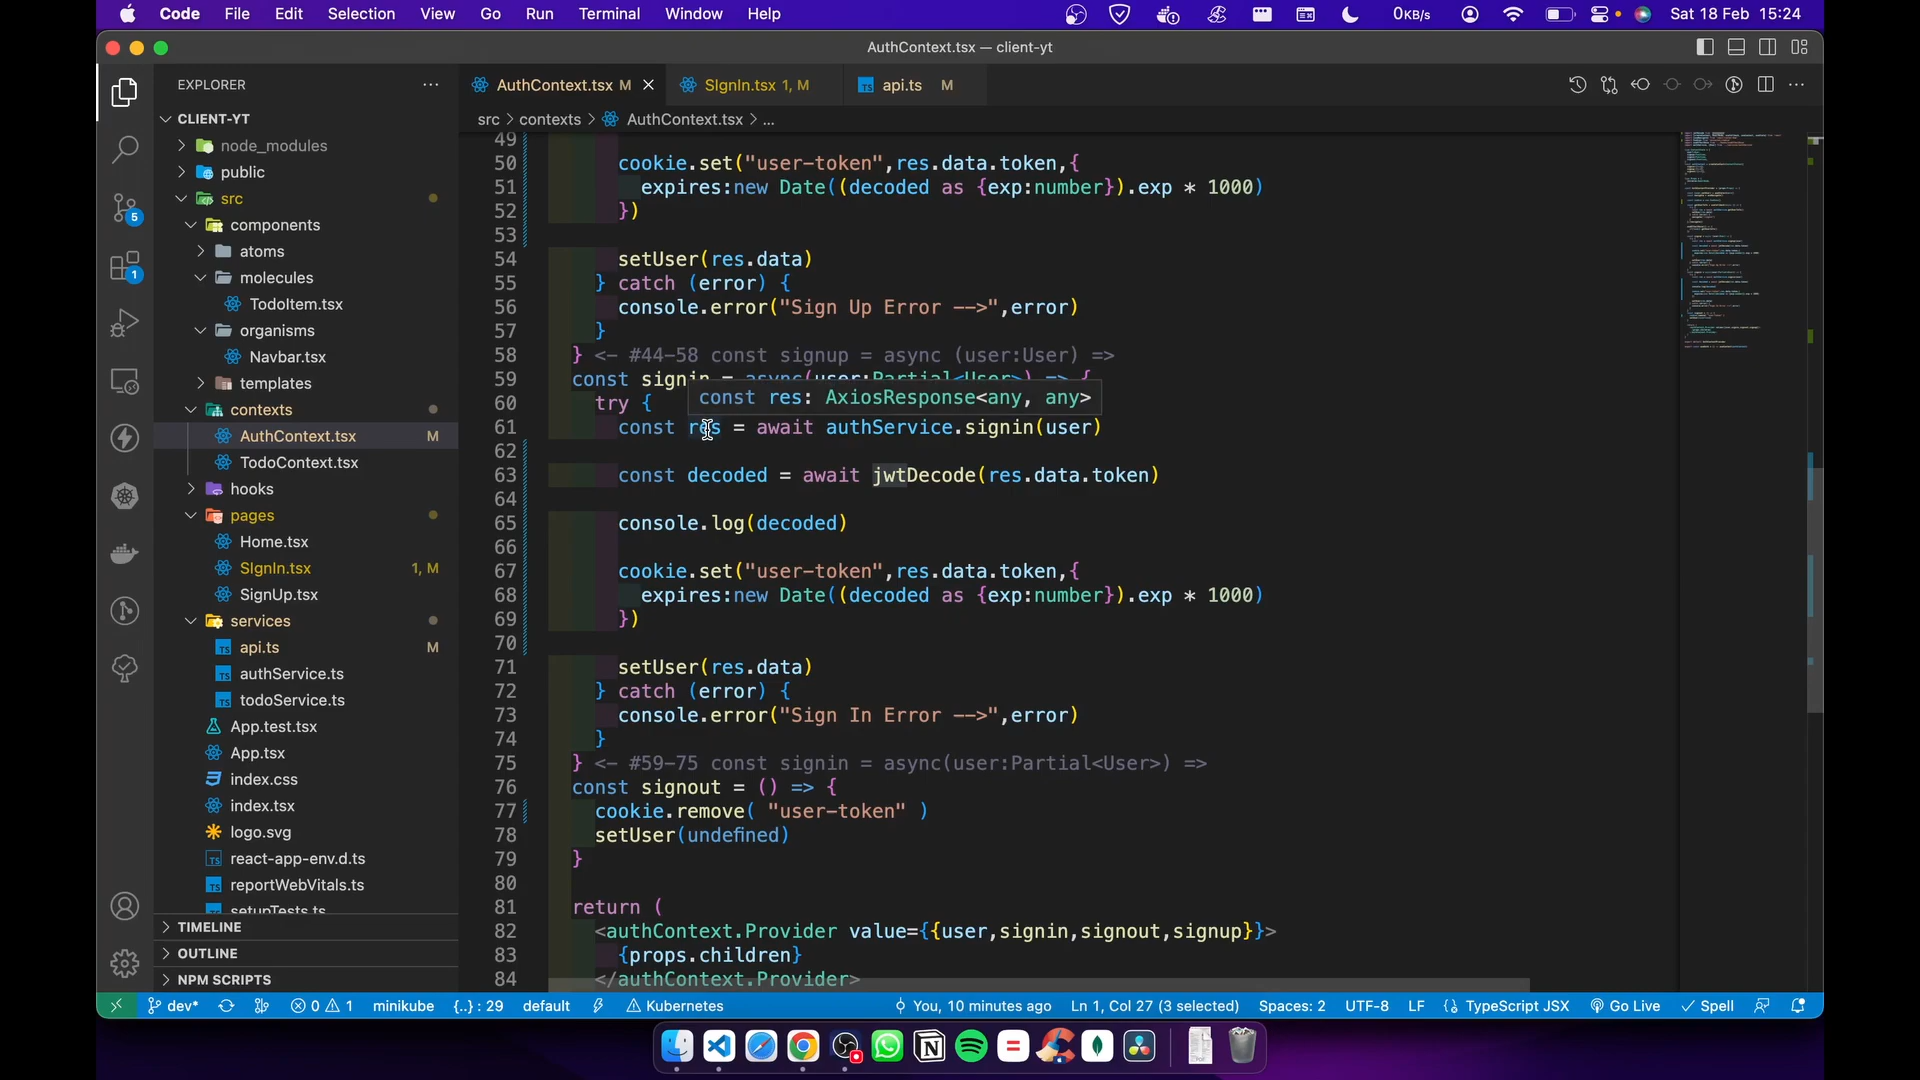 Code File Edit Selection View Go Run Terminal Window Help 0KB/s Sat 18 Feb 15:24
AuthContext.tsx — client-yt
EXPLORER
AuthContext.tsx M
SIgnIn.tsx 1, M
api.ts M
src > contexts > AuthContext.tsx > ...
CLIENT-YT
node_modules
public
src
components
atoms
molecules
TodoItem.tsx
organisms
Navbar.tsx
templates
contexts
AuthContext.tsx M
TodoContext.tsx
hooks
pages
Home.tsx
SIgnIn.tsx 1, M
SignUp.tsx
services
api.ts M
authService.ts
todoService.ts
App.test.tsx
App.tsx
index.css
index.tsx
logo.svg
react-app-env.d.ts
reportWebVitals.ts
setupTests.ts
TIMELINE
OUTLINE
NPM SCRIPTS
5
1
49
50 cookie.set("user-token",res.data.token,{
51 expires:new Date((decoded as {exp:number}).exp * 1000)
52 })
53
54 setUser(res.data)
55 } catch (error) {
56 console.error("Sign Up Error -->",error)
57 }
58 } <- #44-58 const signup = async (user:User) =>
59 const signin = async(user:Partial<User>) => {
const res: AxiosResponse<any, any>
60 try {
61 const res = await authService.signin(user)
62
63 const decoded = await jwtDecode(res.data.token)
64
65 console.log(decoded)
66
67 cookie.set("user-token",res.data.token,{
68 expires:new Date((decoded as {exp:number}).exp * 1000)
69 })
70
71 setUser(res.data)
72 } catch (error) {
73 console.error("Sign In Error -->",error)
74 }
75 } <- #59-75 const signin = async(user:Partial<User>) =>
76 const signout = () => {
77 cookie.remove( "user-token" )
78 setUser(undefined)
79 }
80
81 return (
82 <authContext.Provider value={{user,signin,signout,signup}}>
83 {props.children}
84 </authContext.Provider>
dev* 0 1 minikube {..} : 29 default Kubernetes You, 10 minutes ago Ln 1, Col 27 (3 selected) Spaces: 2 UTF-8 LF TypeScript JSX Go Live Spell